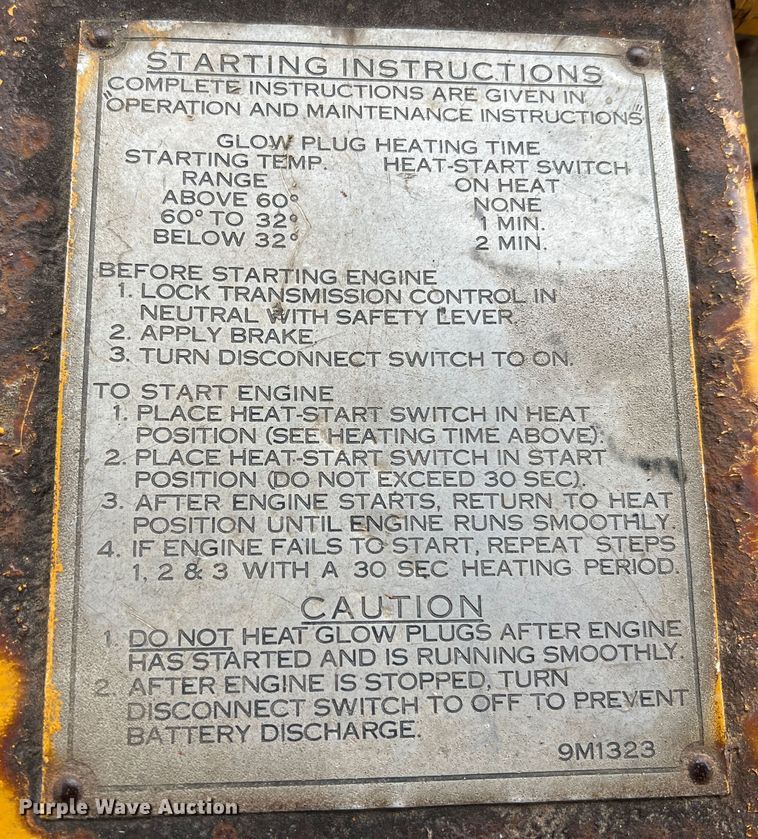 STARTING INSTRUCTIONS
COMPLETE INSTRUCTIONS ARE GIVEN IN
"OPERATION AND MAINTENANCE INSTRUCTIONS"
GLOW PLUG HEATING TIME
STARTING TEMP. HEAT-START SWITCH
RANGE ON HEAT
ABOVE 60° NONE
60° TO 32° 1 MIN.
BELOW 32° 2 MIN.
BEFORE STARTING ENGINE
1. LOCK TRANSMISSION CONTROL IN
NEUTRAL WITH SAFETY LEVER.
2. APPLY BRAKE.
3. TURN DISCONNECT SWITCH TO ON.
TO START ENGINE
1. PLACE HEAT-START SWITCH IN HEAT
POSITION (SEE HEATING TIME ABOVE).
2. PLACE HEAT-START SWITCH IN START
POSITION (DO NOT EXCEED 30 SEC).
3. AFTER ENGINE STARTS, RETURN TO HEAT
POSITION UNTIL ENGINE RUNS SMOOTHLY.
4. IF ENGINE FAILS TO START, REPEAT STEPS
1, 2 & 3 WITH A 30 SEC HEATING PERIOD.
CAUTION
1. DO NOT HEAT GLOW PLUGS AFTER ENGINE
HAS STARTED AND IS RUNNING SMOOTHLY.
2. AFTER ENGINE IS STOPPED, TURN
DISCONNECT SWITCH TO OFF TO PREVENT
BATTERY DISCHARGE.
9M1323
Purple Wave Auction